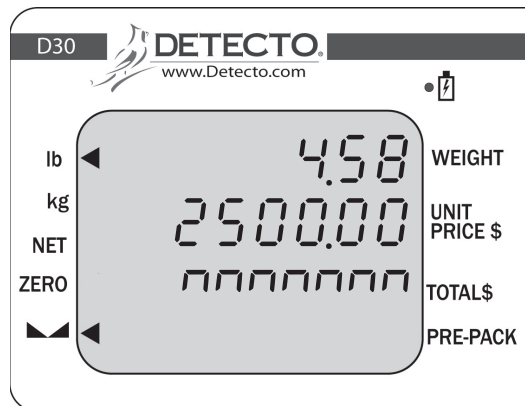 D30
DETECTO.
www.Detecto.com
lb
4.58
WEIGHT
kg
2500.00
UNIT
PRICE $
NET
ZERO
TOTAL$
PRE-PACK